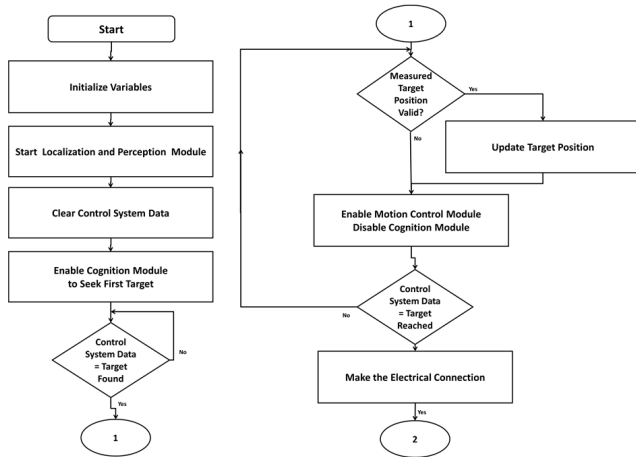 Start
Initialize Variables
Start Localization and Perception Module
Clear Control System Data
Enable Cognition Module
to Seek First Target
Control
System Data
= Target
Found
No
Yes
1
1
Measured
Target
Position
Valid?
Yes
No
Update Target Position
Enable Motion Control Module
Disable Cognition Module
Control
System Data
= Target
Reached
No
Make the Electrical Connection
Yes
2